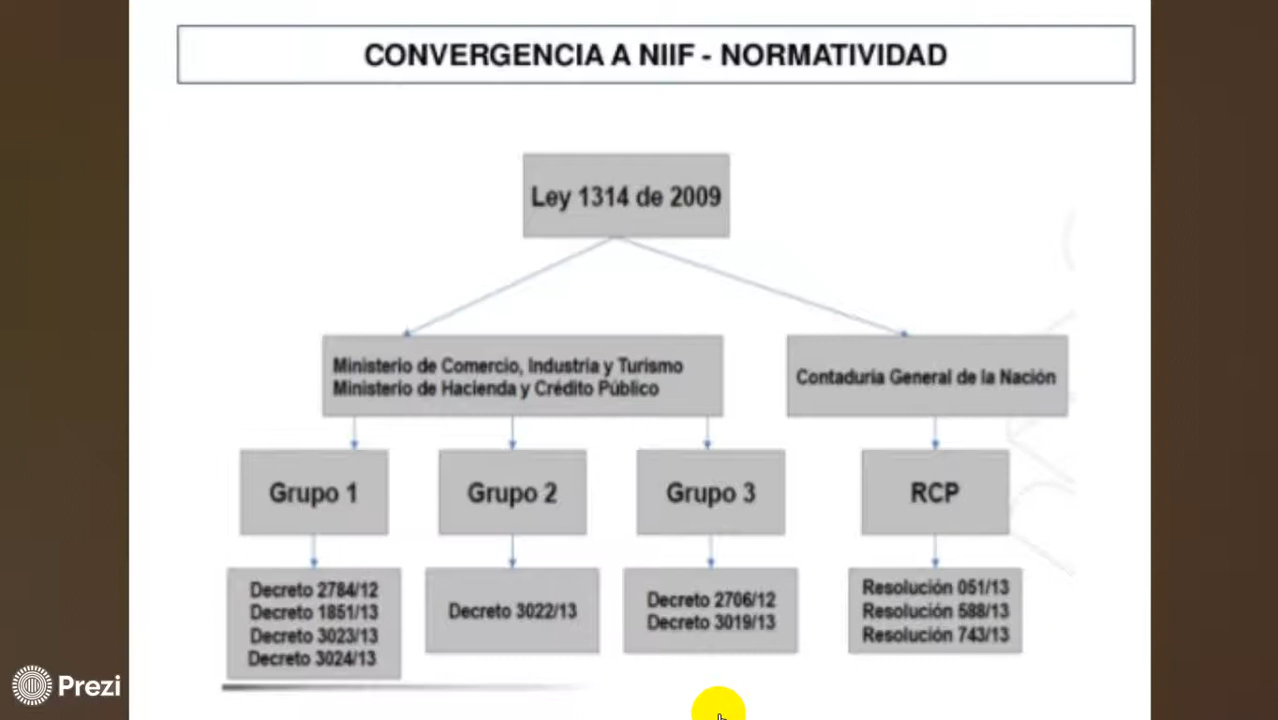 CONVERGENCIA A NIIF - NORMATIVIDAD
Ley 1314 de 2009
Ministerio de Comercio, Industria y Turismo
Ministerio de Hacienda y Crédito Público
Contaduría General de la Nación
Grupo 1
Grupo 2
Grupo 3
RCP
Decreto 2784/12
Decreto 1851/13
Decreto 3023/13
Decreto 3024/13
Decreto 3022/13
Decreto 2706/12
Decreto 3019/13
Resolución 051/13
Resolución 588/13
Resolución 743/13
Prezi